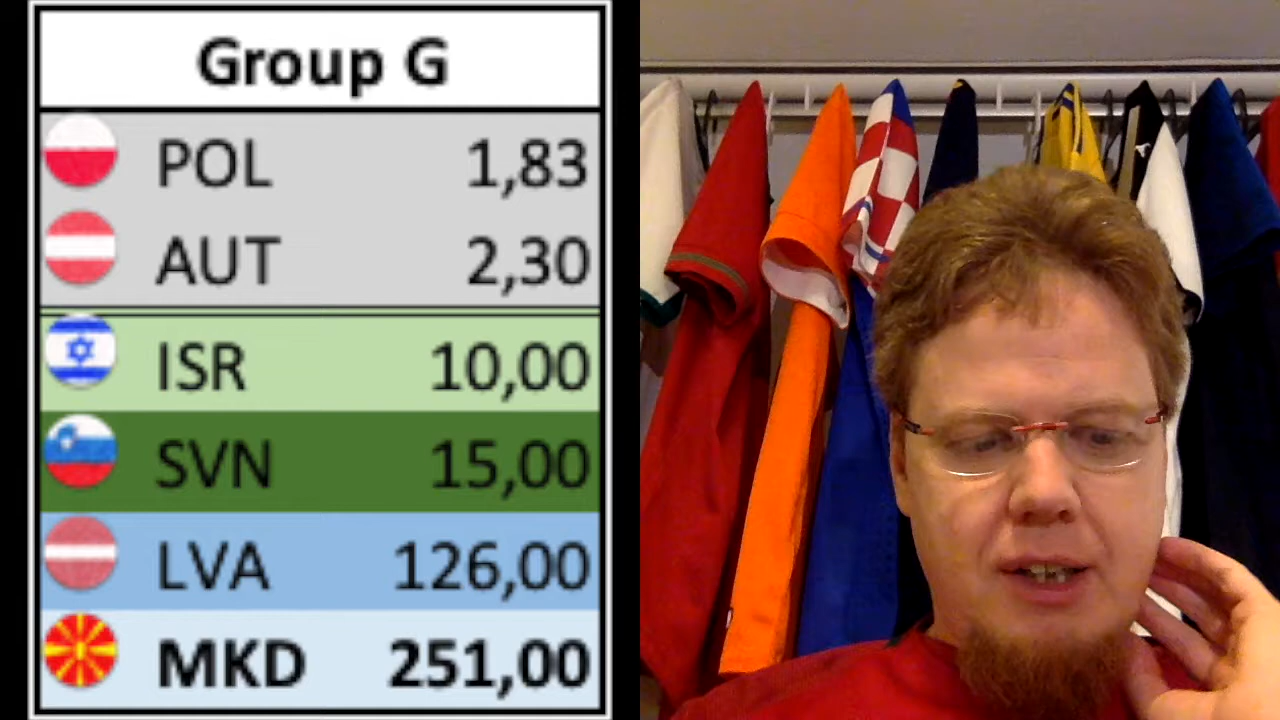 Group G
POL 1,83
AUT 2,30
ISR 10,00
SVN 15,00
LVA 126,00
MKD 251,00